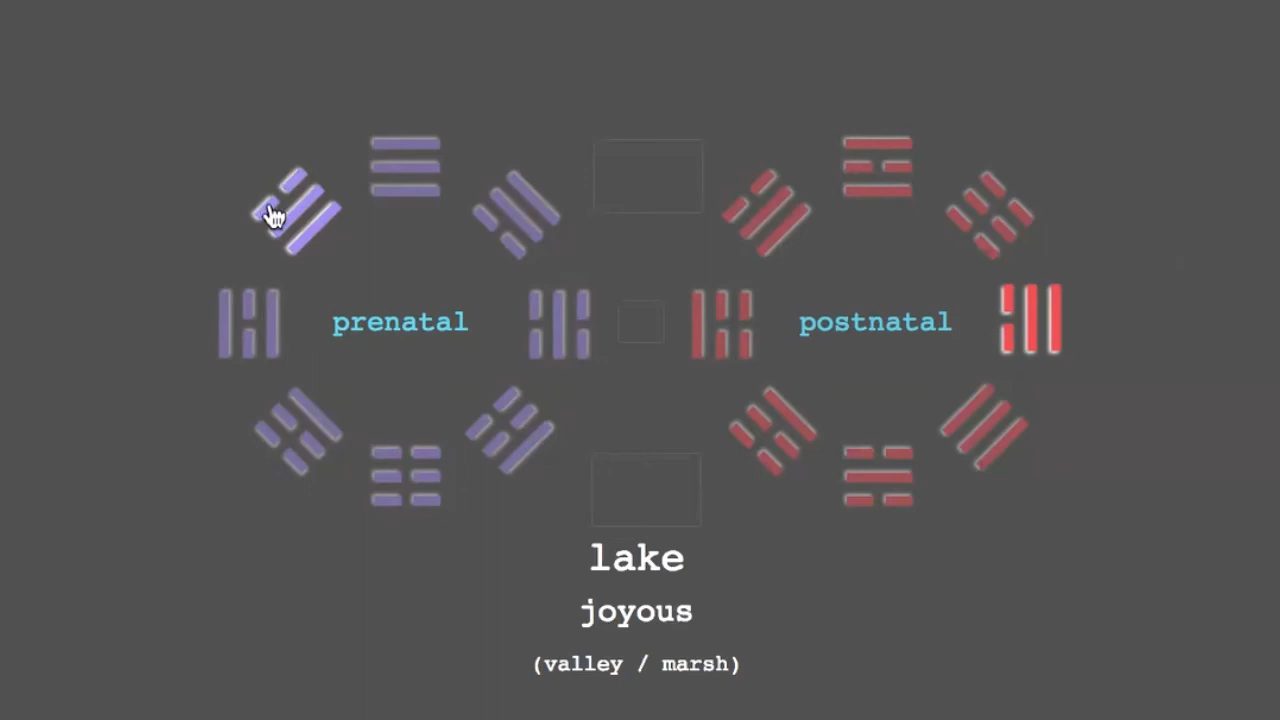 prenatal
postnatal
lake
joyous
(valley / marsh)